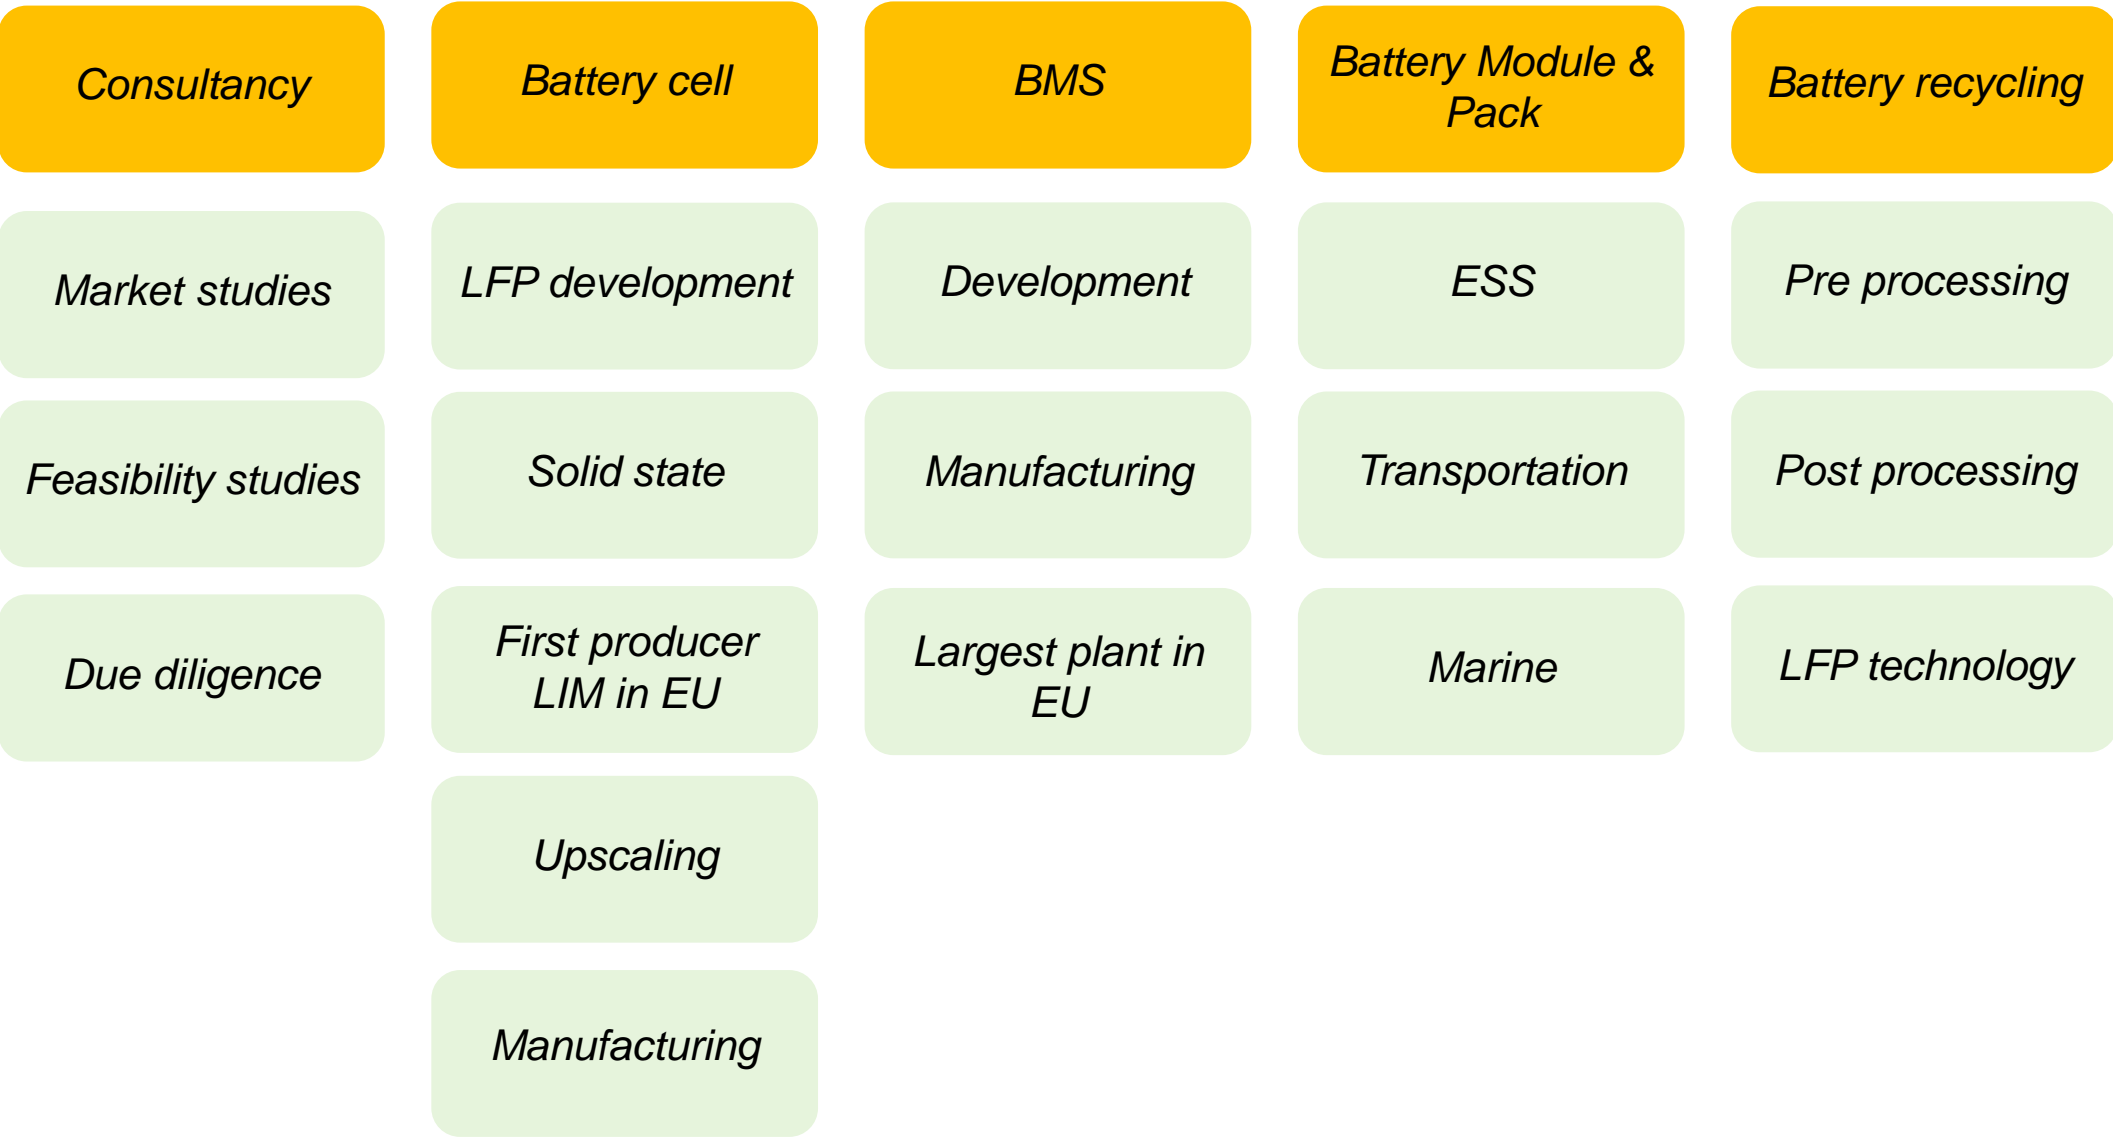 Consultancy
Market studies
Feasibility studies
Due diligence
Battery cell
LFP development
Solid state
First producer
LIM in EU
Upscaling
Manufacturing
BMS
Development
Manufacturing
Largest plant in
EU
Battery Module &
Pack
ESS
Transportation
Marine
Battery recycling
Pre processing
Post processing
LFP technology